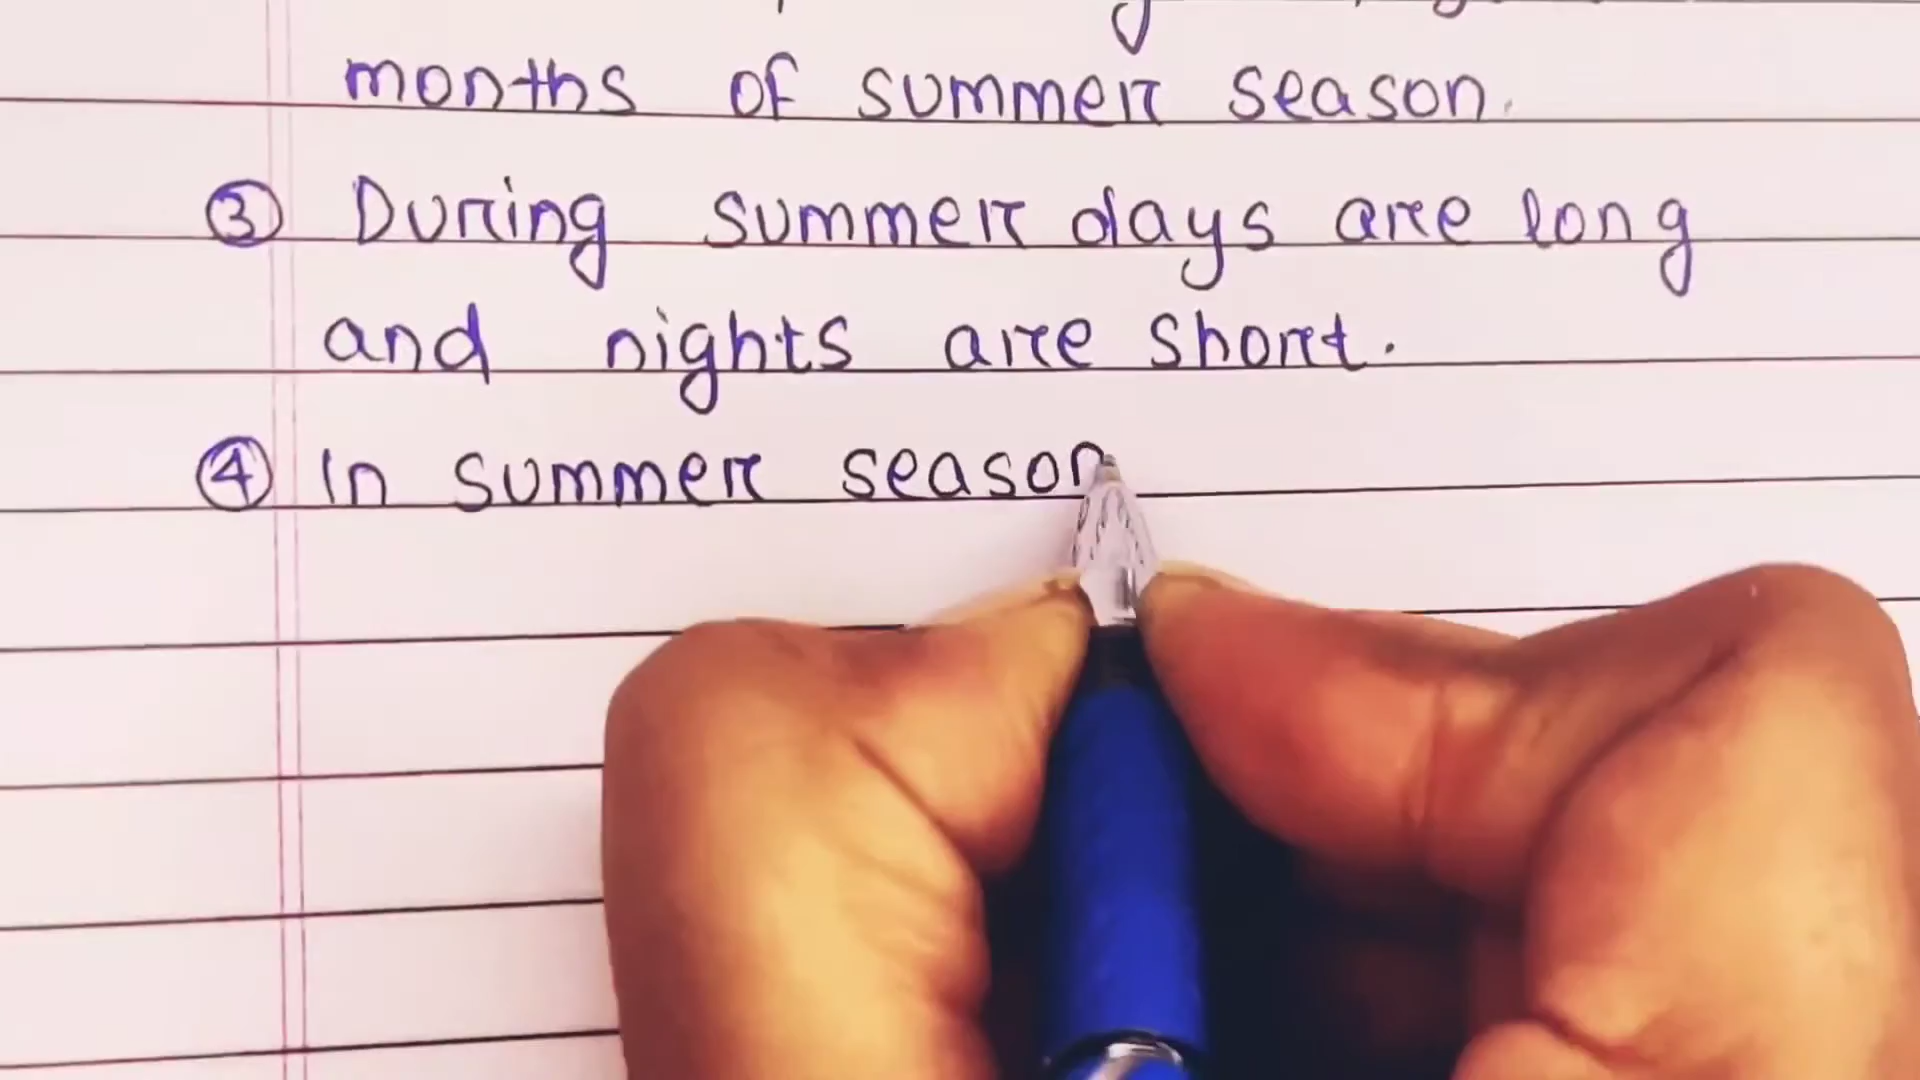 months of summer season.
③ During summer days are long
and nights are short.
④ In summer season